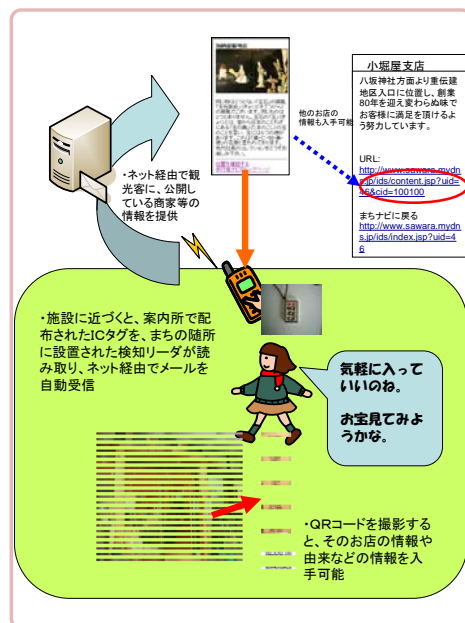 小堀屋支店
八坂神社方面より重伝建
地区入口に位置し、創業
80年を迎え変わらぬ味で
お客様に満足を頂けるよ
う努力しています。
URL:
http://www.sawara.mydn
s.jp/ids/content.jsp?uid=
46&cid=100100
まちナビに戻る
http://www.sawara.mydn
s.jp/ids/index.jsp?uid=4
6
他のお店の
情報も入手可能
・ネット経由で観
光客に、公開し
ている商家等の
情報を提供
・施設に近づくと、案内所で配
布されたICタグを、まちの随所
に設置された検知リーダが読
み取り、ネット経由でメールを
自動受信
気軽に入って
いいのね。
お宝見てみよ
うかな。
・QRコードを撮影する
と、そのお店の情報や
由来などの情報を入
手可能